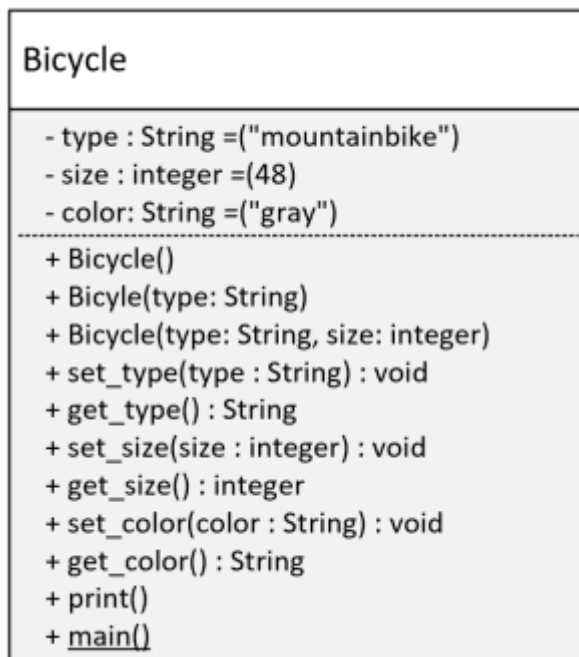 Bicycle
- type : String =("mountainbike")
- size : integer =(48)
- color: String =("gray")
+ Bicycle()
+ Bicyle(type: String)
+ Bicycle(type: String, size: integer)
+ set_type(type : String) : void
+ get_type() : String
+ set_size(size : integer) : void
+ get_size() : integer
+ set_color(color : String) : void
+ get_color() : String
+ print()
+ main()